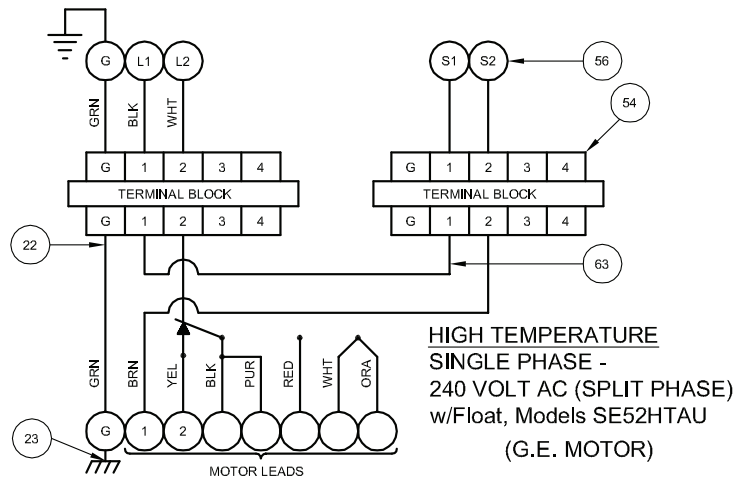 G L1 L2 S1 S2 56
54
GRN BLK WHT
G 1 2 3 4 G 1 2 3 4
TERMINAL BLOCK TERMINAL BLOCK
G 1 2 3 4 G 1 2 3 4
22 63
GRN BRN YEL BLK PUR RED WHT ORA
HIGH TEMPERATURE
SINGLE PHASE -
240 VOLT AC (SPLIT PHASE)
w/Float, Models SE52HTAU
(G.E. MOTOR)
23 G 1 2
MOTOR LEADS